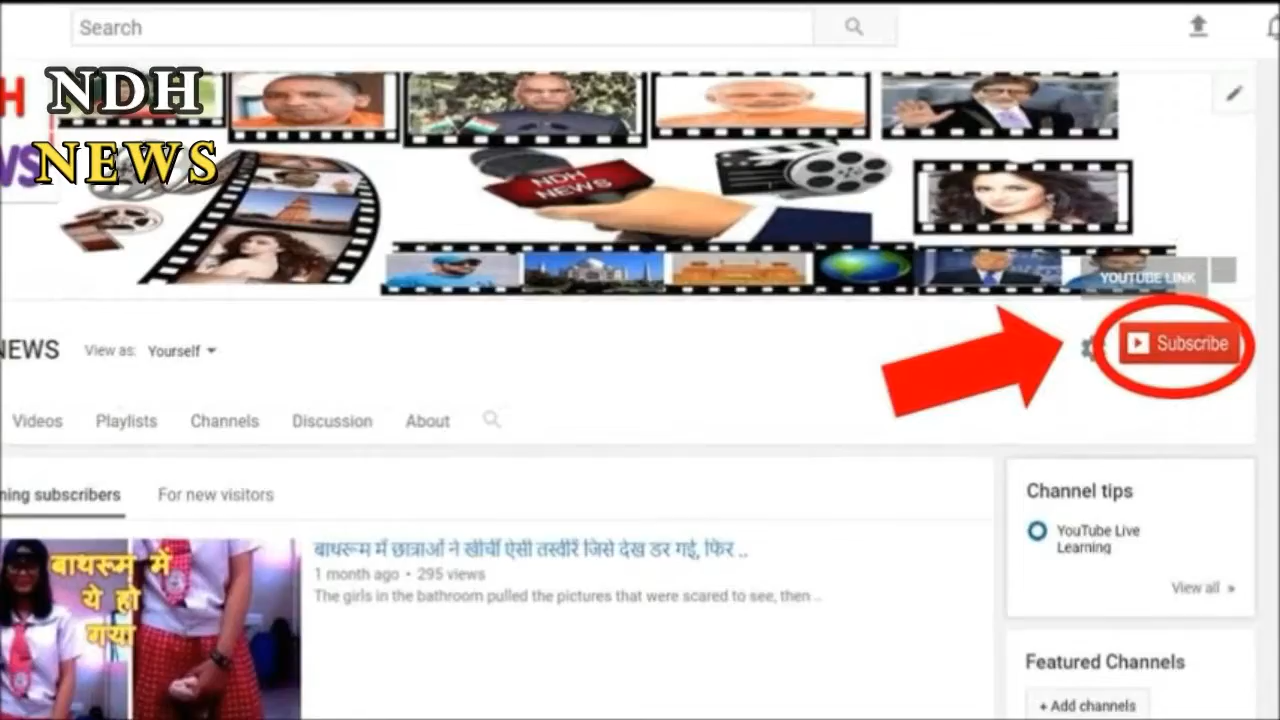 Search
H
NDH
WS
NEWS
NDH
NEWS
YOUTUBE LINK
NEWS
View as: Yourself
Subscribe
Videos Playlists Channels Discussion About
ning subscribers For new visitors
बाथरूम में
ये हो
गया
बाथरूम में छात्राओं ने खींचीं ऐसी तस्वीरें जिसे देख डर गई, फिर ..
1 month ago • 295 views
The girls in the bathroom pulled the pictures that were scared to see, then ...
Channel tips
YouTube Live
Learning
View all »
Featured Channels
+ Add channels